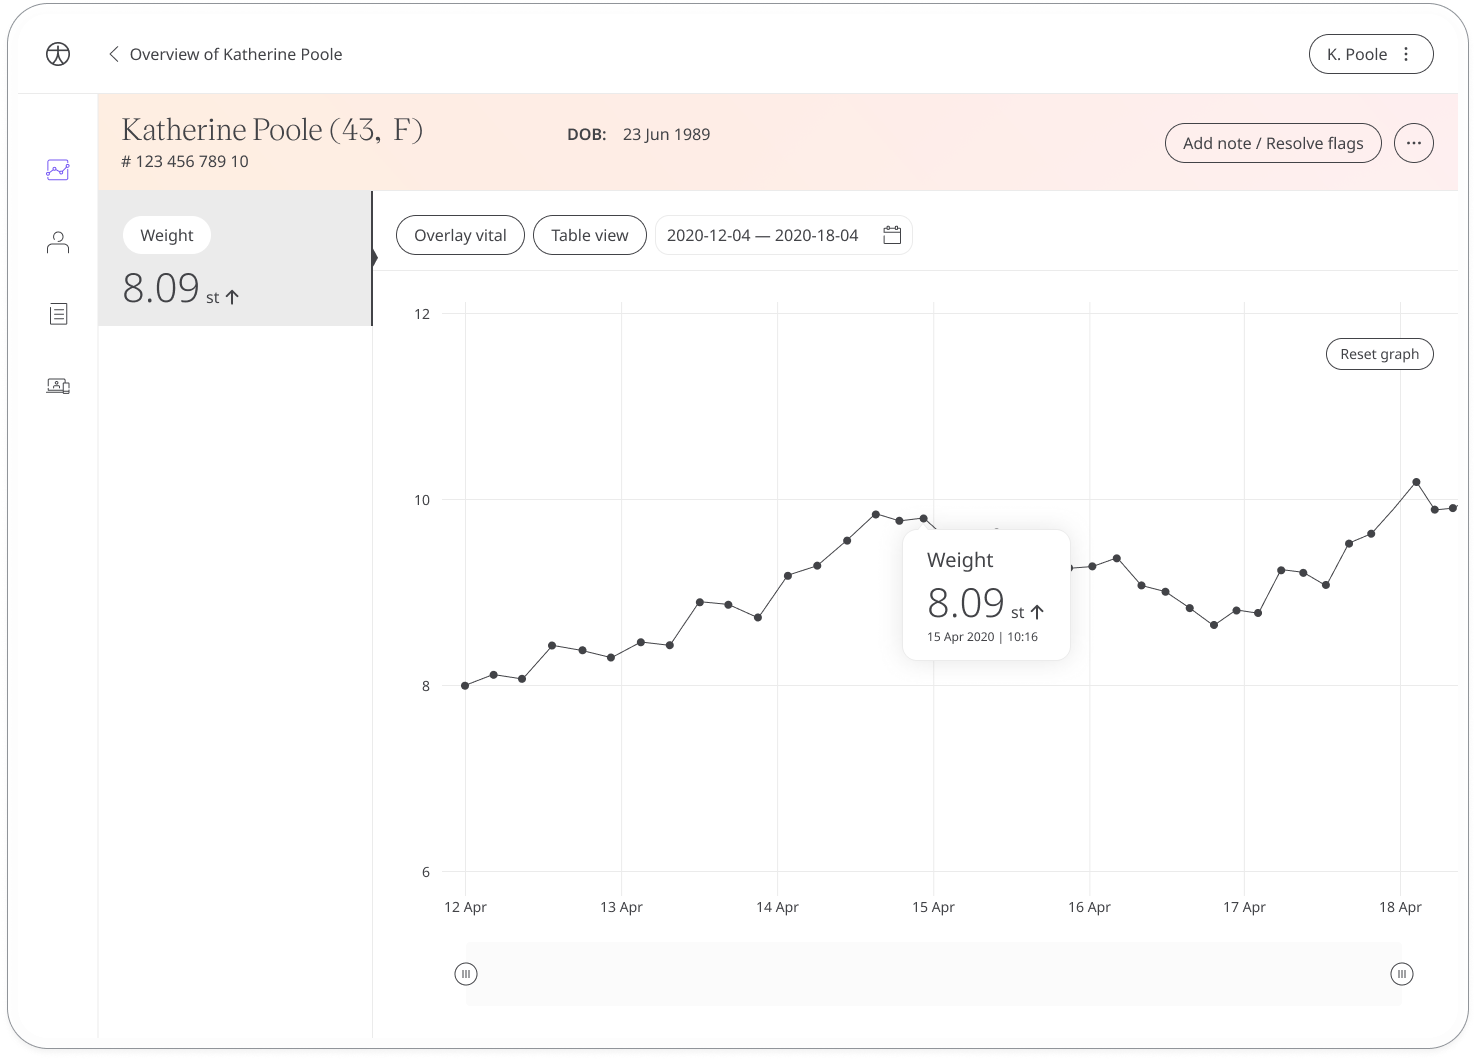 Overview of Katherine Poole
K. Poole
Katherine Poole (43, F)
DOB: 23 Jun 1989
# 123 456 789 10
Add note / Resolve flags
Weight
8.09 st
Overlay vital
Table view
2020-12-04 — 2020-18-04
12
Reset graph
10
Weight
8.09 st
15 Apr 2020 | 10:16
8
6
12 Apr
13 Apr
14 Apr
15 Apr
16 Apr
17 Apr
18 Apr